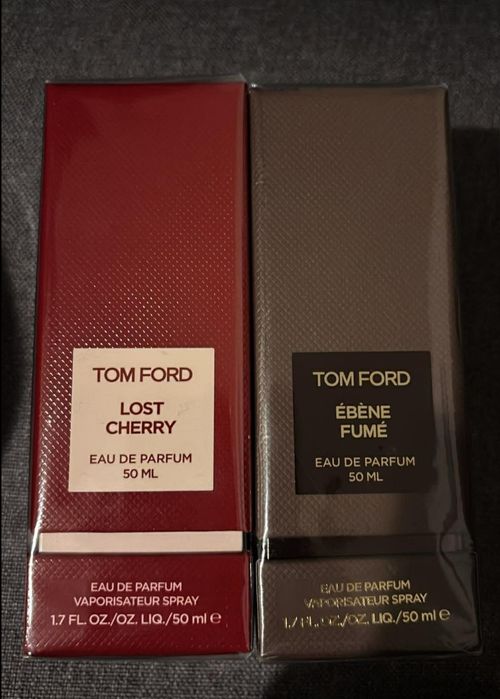 TOM FORD
LOST
CHERRY
EAU DE PARFUM
50 ML
EAU DE PARFUM
VAPORISATEUR SPRAY
1.7 FL. OZ./OZ. LIQ./50 ml ℮
TOM FORD
ÉBÈNE
FUMÉ
EAU DE PARFUM
50 ML
EAU DE PARFUM
VAPORISATEUR SPRAY
1.7 FL. OZ./OZ. LIQ./50 ml ℮